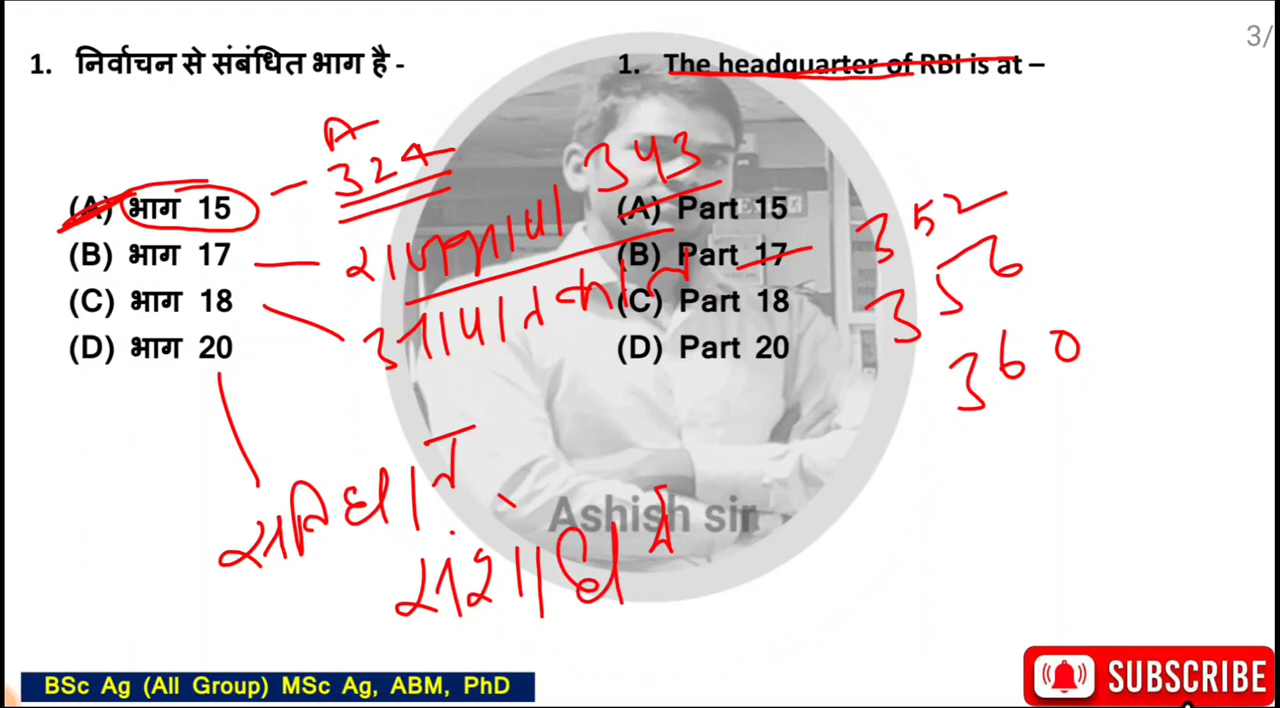 3/
1. निर्वाचन से संबंधित भाग है -
1. The headquarter of RBI is at –
A
324
343
(A) भाग 15
(A) Part 15
352
(B) भाग 17
राजभाषा
(B) Part 17
356
(C) भाग 18
आपातकाल
(C) Part 18
(D) भाग 20
(D) Part 20
360
संविधान
Ashish sir
संशोधन
BSc Ag (All Group) MSc Ag, ABM, PhD
SUBSCRIBE